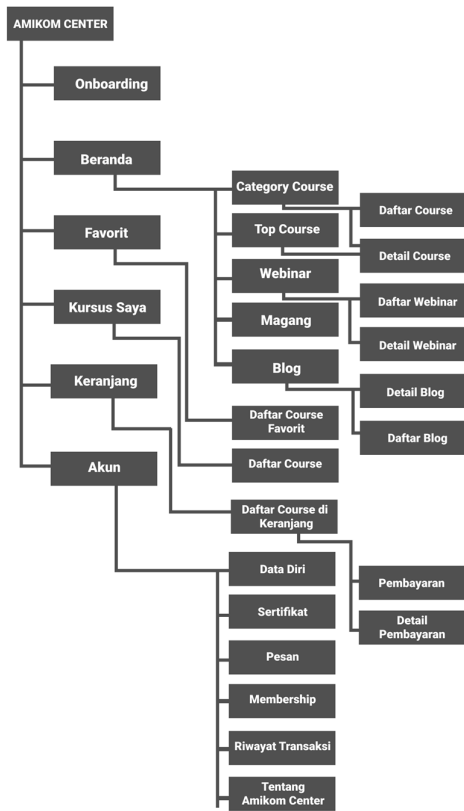 AMIKOM CENTER
Onboarding
Beranda
Category Course
Daftar Course
Top Course
Favorit
Detail Course
Webinar
Daftar Webinar
Kursus Saya
Magang
Detail Webinar
Blog
Keranjang
Detail Blog
Daftar Course
Favorit
Daftar Blog
Akun
Daftar Course
Daftar Course di
Keranjang
Data Diri
Pembayaran
Sertifikat
Detail
Pembayaran
Pesan
Membership
Riwayat Transaksi
Tentang
Amikom Center